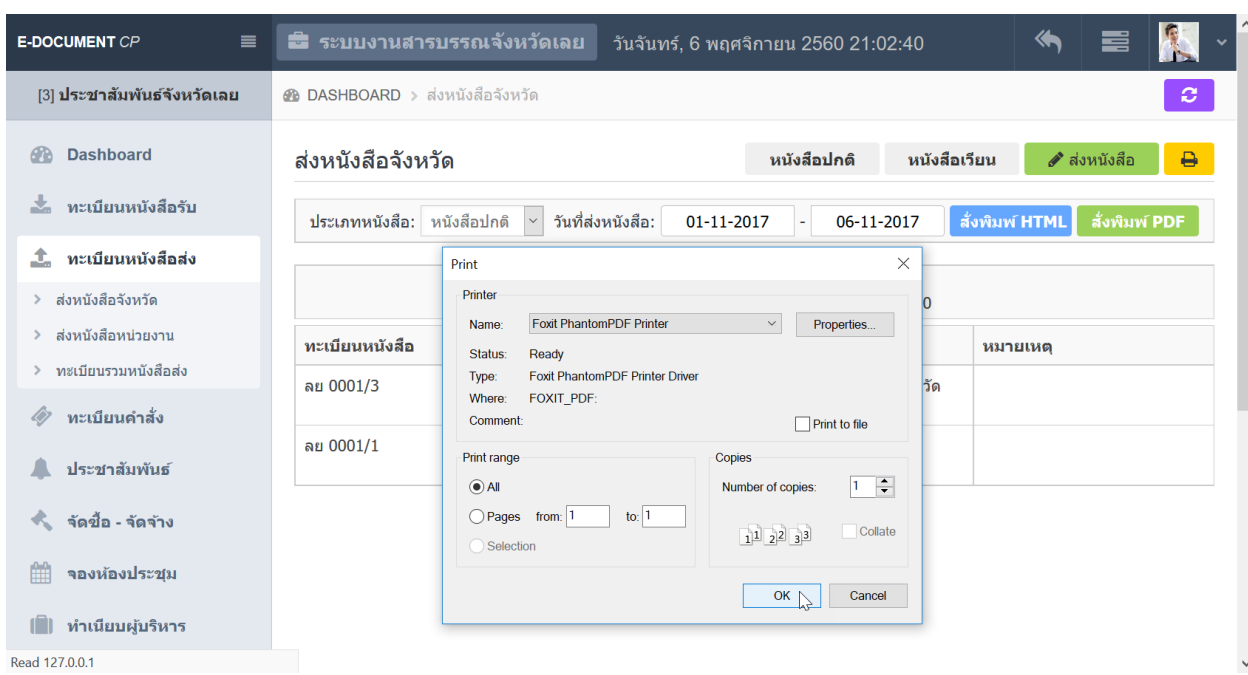 E-DOCUMENT CP
ระบบงานสารบรรณจังหวัดเลย
วันจันทร์, 6 พฤศจิกายน 2560 21:02:40
[3] ประชาสัมพันธ์จังหวัดเลย
DASHBOARD > ส่งหนังสือจังหวัด
Dashboard
ทะเบียนหนังสือรับ
ทะเบียนหนังสือส่ง
> ส่งหนังสือจังหวัด
> ส่งหนังสือหน่วยงาน
> ทะเบียนรวมหนังสือส่ง
ทะเบียนคำสั่ง
ประชาสัมพันธ์
จัดซื้อ - จัดจ้าง
จองห้องประชุม
ทำเนียบผู้บริหาร
Read 127.0.0.1
ส่งหนังสือจังหวัด
หนังสือปกติ
หนังสือเวียน
ส่งหนังสือ
ประเภทหนังสือ: หนังสือปกติ วันที่ส่งหนังสือ: 01-11-2017 - 06-11-2017 สั่งพิมพ์ HTML สั่งพิมพ์ PDF
0
ทะเบียนหนังสือ
หมายเหตุ
ลย 0001/3
วัด
ลย 0001/1
Print
Printer
Name: Foxit PhantomPDF Printer Properties...
Status: Ready
Type: Foxit PhantomPDF Printer Driver
Where: FOXIT_PDF:
Comment:
Print to file
Print range
All
Pages from: 1 to: 1
Selection
Copies
Number of copies: 1
1 1 2 2 3 3
Collate
OK
Cancel